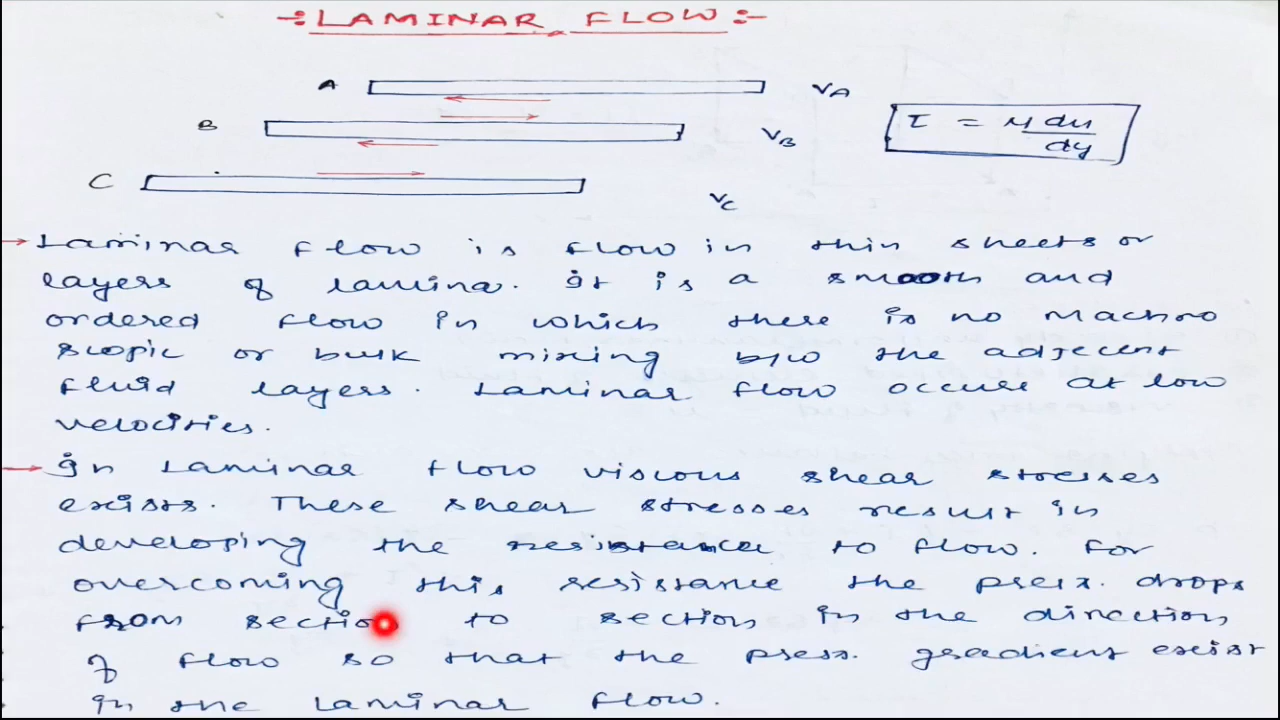 -: LAMINAR FLOW :-
A VA
B VB
τ = μ du/dy
C VC
→ Laminar flow is flow in thin sheets or
layers of lamina. It is a smooth and
ordered flow in which there is no Macro
scopic or bulk mixing b/w the adjecent
fluid layers. Laminar flow occurs at low
velocities.
→ In Laminar flow viscous shear stresses
exists. These shear stresses result in
developing the resistance to flow. For
overcoming this resistance the press. drops
from section to section in the direction
of flow so that the press. gradient exist
in the laminar flow.